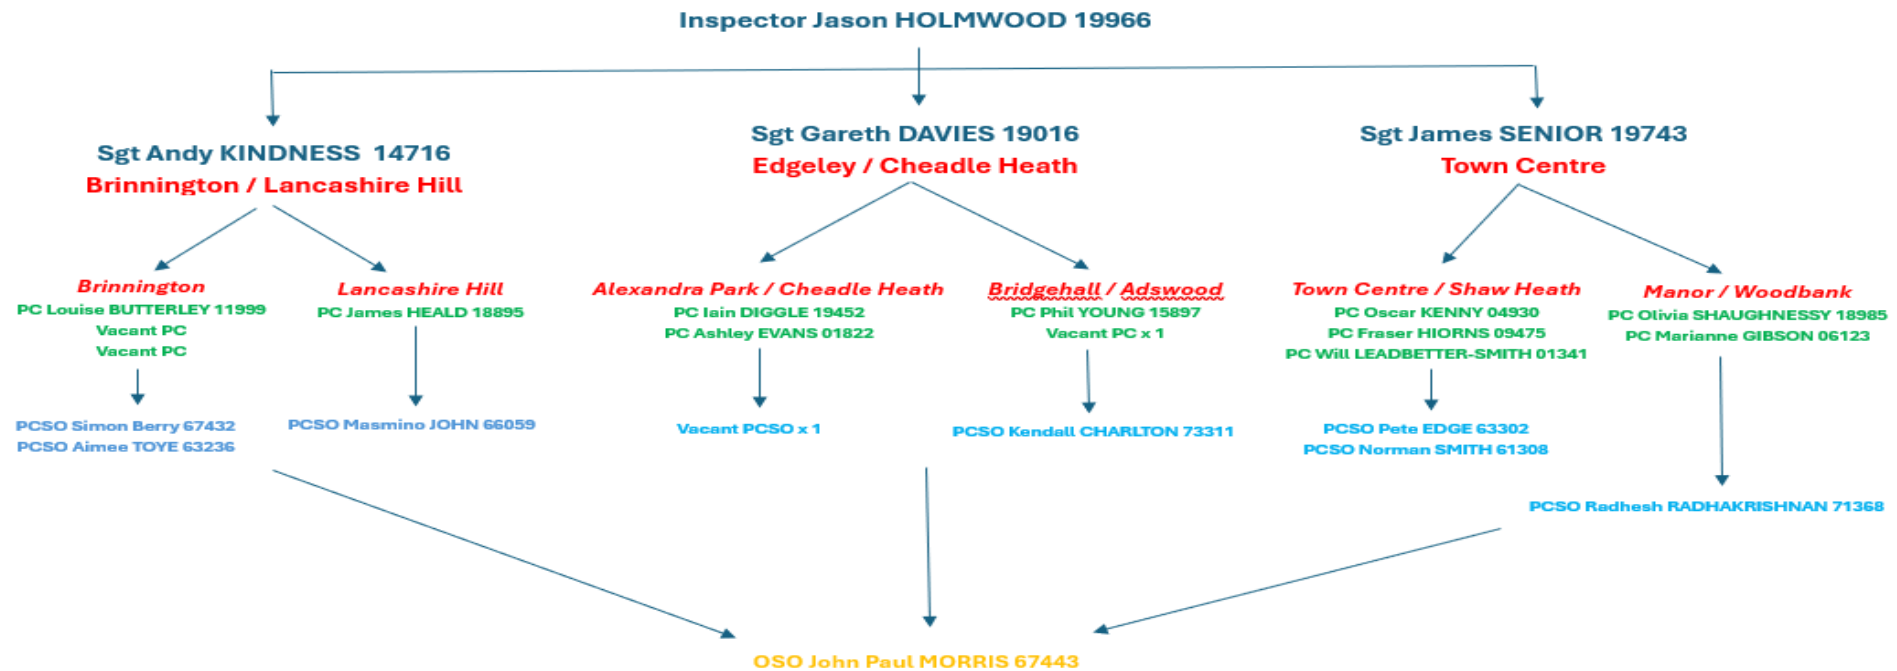 Inspector Jason HOLMWOOD 19966
Sgt Andy KINDNESS 14716
Brinnington / Lancashire Hill
Sgt Gareth DAVIES 19016
Edgeley / Cheadle Heath
Sgt James SENIOR 19743
Town Centre
Brinnington
PC Louise BUTTERLEY 11999
Vacant PC
Vacant PC
PCSO Simon Berry 67432
PCSO Aimee TOYE 63236
Lancashire Hill
PC James HEALD 18895
PCSO Masmino JOHN 66059
Alexandra Park / Cheadle Heath
PC Iain DIGGLE 19452
PC Ashley EVANS 01822
Vacant PCSO x 1
Bridgehall / Adswood
PC Phil YOUNG 15897
Vacant PC x 1
PCSO Kendall CHARLTON 73311
Town Centre / Shaw Heath
PC Oscar KENNY 04930
PC Fraser HIORNS 09475
PC Will LEADBETTER-SMITH 01341
PCSO Pete EDGE 63302
PCSO Norman SMITH 61308
Manor / Woodbank
PC Olivia SHAUGHNESSY 18985
PC Marianne GIBSON 06123
PCSO Radhesh RADHAKRISHNAN 71368
OSO John Paul MORRIS 67443